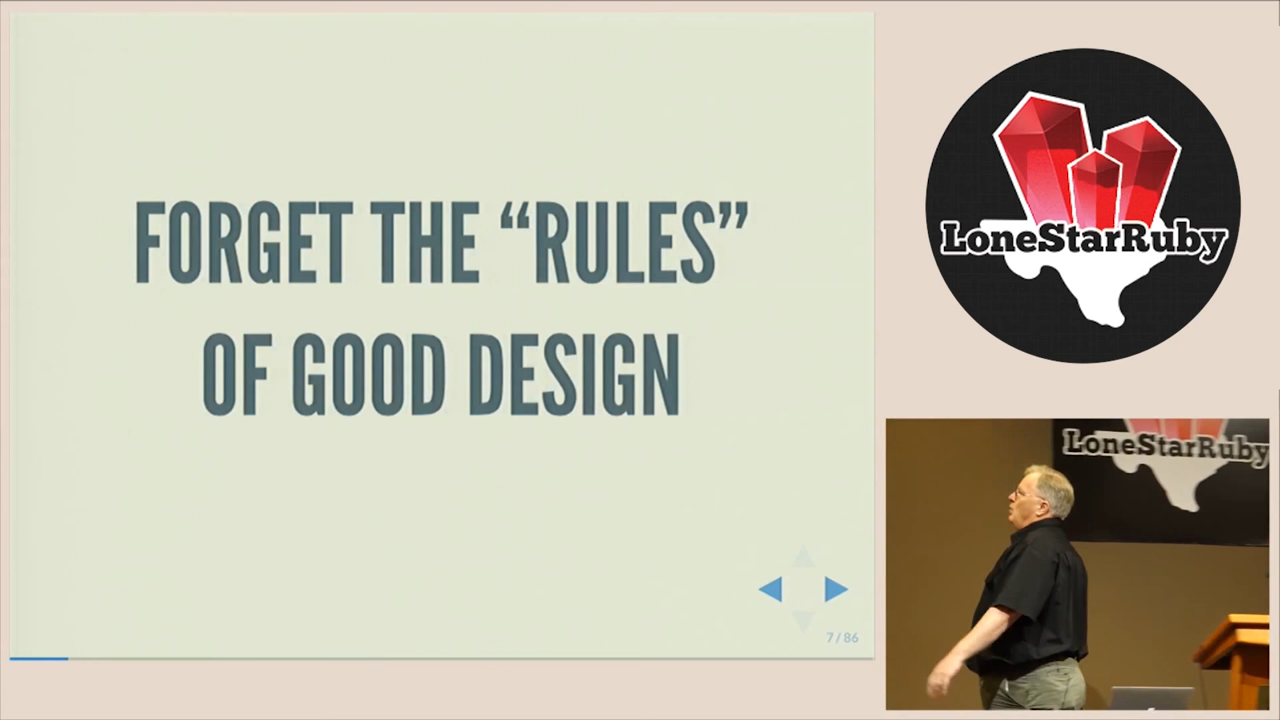 FORGET THE “RULES”
OF GOOD DESIGN
7 / 86
LoneStarRuby
LoneStarRuby